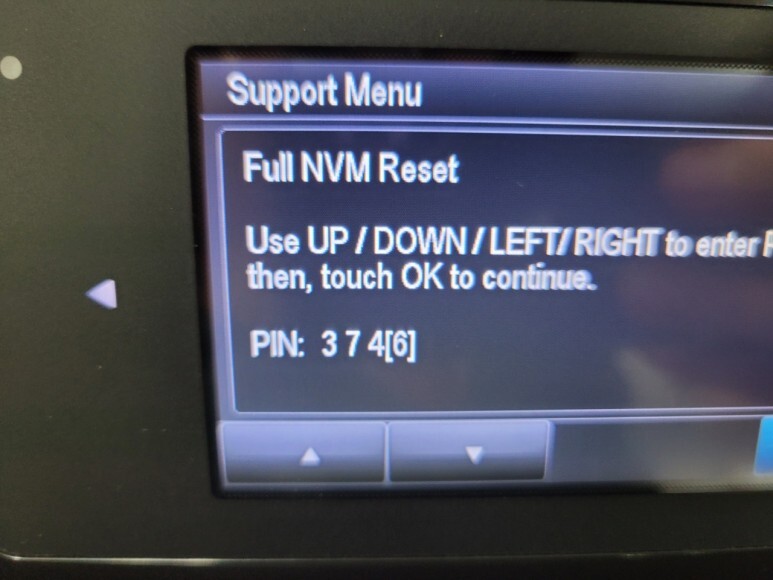 Support Menu
Full NVM Reset
Use UP / DOWN / LEFT/ RIGHT to enter
then, touch OK to continue.
PIN: 3 7 4[6]